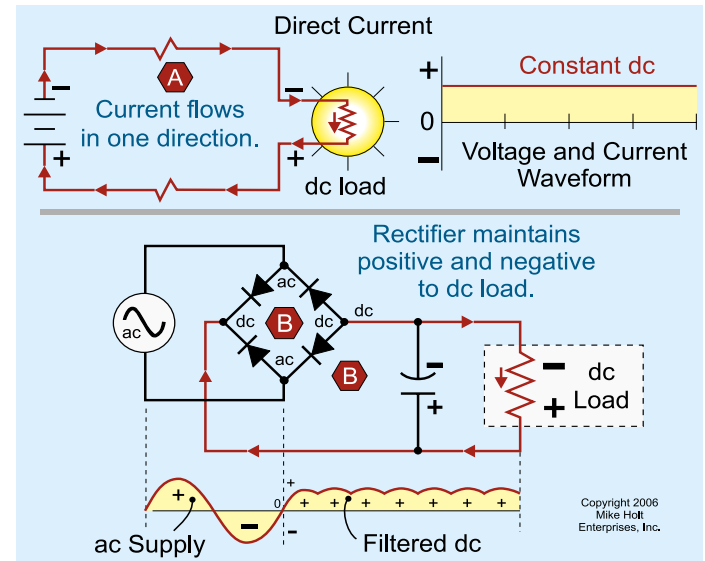 Direct Current
A
Current flows
in one direction.
−
+
−
+
dc load
+
0
−
Constant dc
Voltage and Current
Waveform
Rectifier maintains
positive and negative
to dc load.
ac
ac
dc
B
dc
dc
ac
B
−
+
−
+
dc
Load
+
−
0
+
-
+ + + + + + +
ac Supply
Filtered dc
Copyright 2006
Mike Holt
Enterprises, Inc.